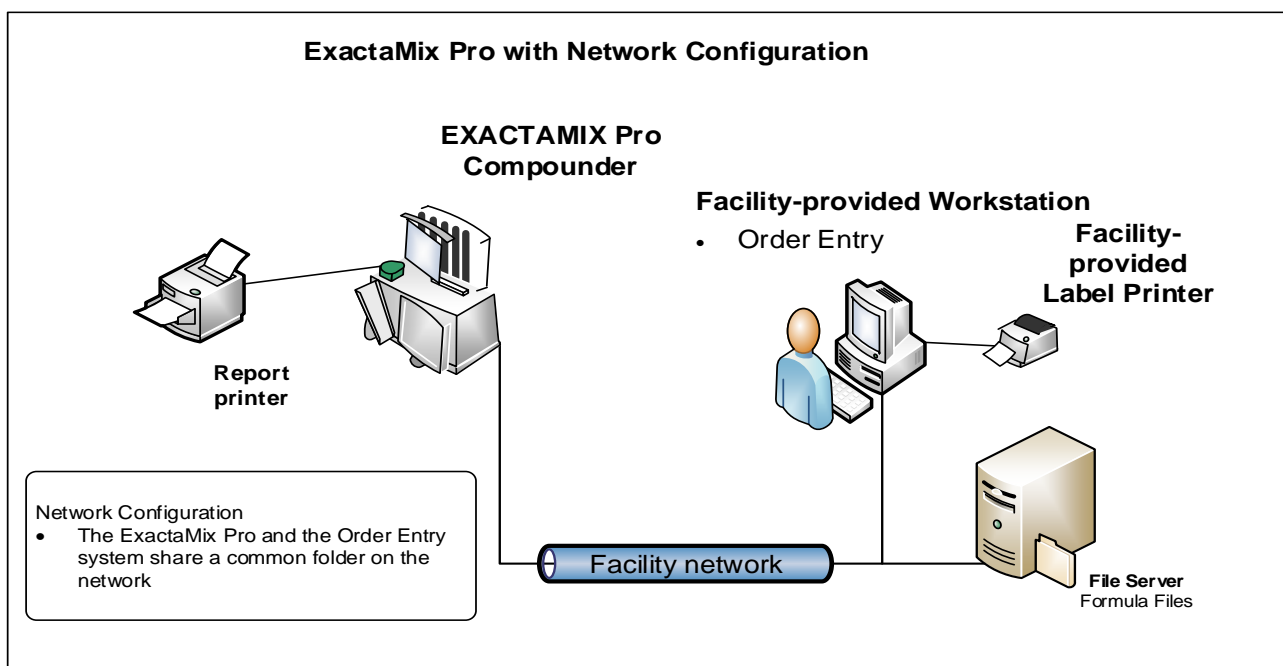 ExactaMix Pro with Network Configuration
EXACTAMIX Pro
Compounder
Facility-provided Workstation
• Order Entry
Facility-
provided
Label Printer
Report
printer
Network Configuration
• The ExactaMix Pro and the Order Entry
system share a common folder on the
network
Facility network
File Server
Formula Files